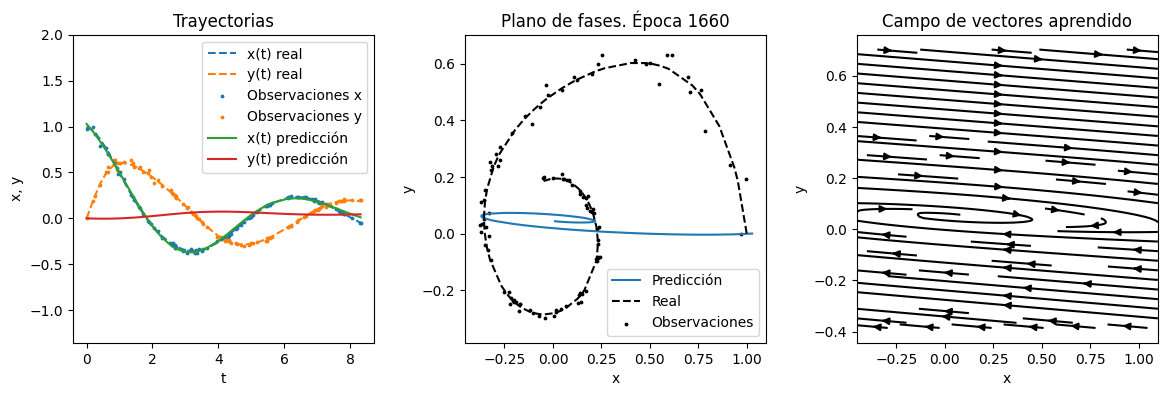 Trayectorias
2.0
1.5
1.0
0.5
0.0
−0.5
−1.0
x, y
0
2
4
6
8
t
x(t) real
y(t) real
Observaciones x
Observaciones y
x(t) predicción
y(t) predicción
Plano de fases. Época 1660
0.6
0.4
0.2
0.0
−0.2
y
−0.25
0.00
0.25
0.50
0.75
1.00
x
Predicción
Real
Observaciones
Campo de vectores aprendido
0.6
0.4
0.2
0.0
−0.2
−0.4
y
−0.25
0.00
0.25
0.50
0.75
1.00
x